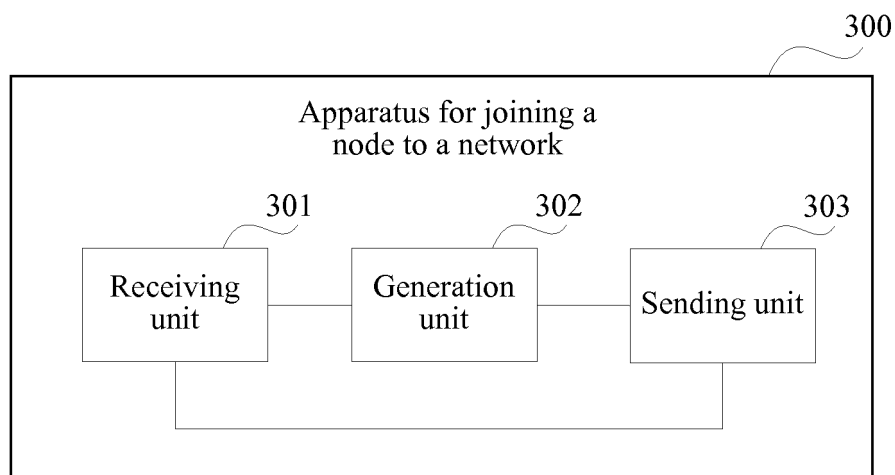 300
Apparatus for joining a
node to a network
301
302
303
Receiving
unit
Generation
unit
Sending unit